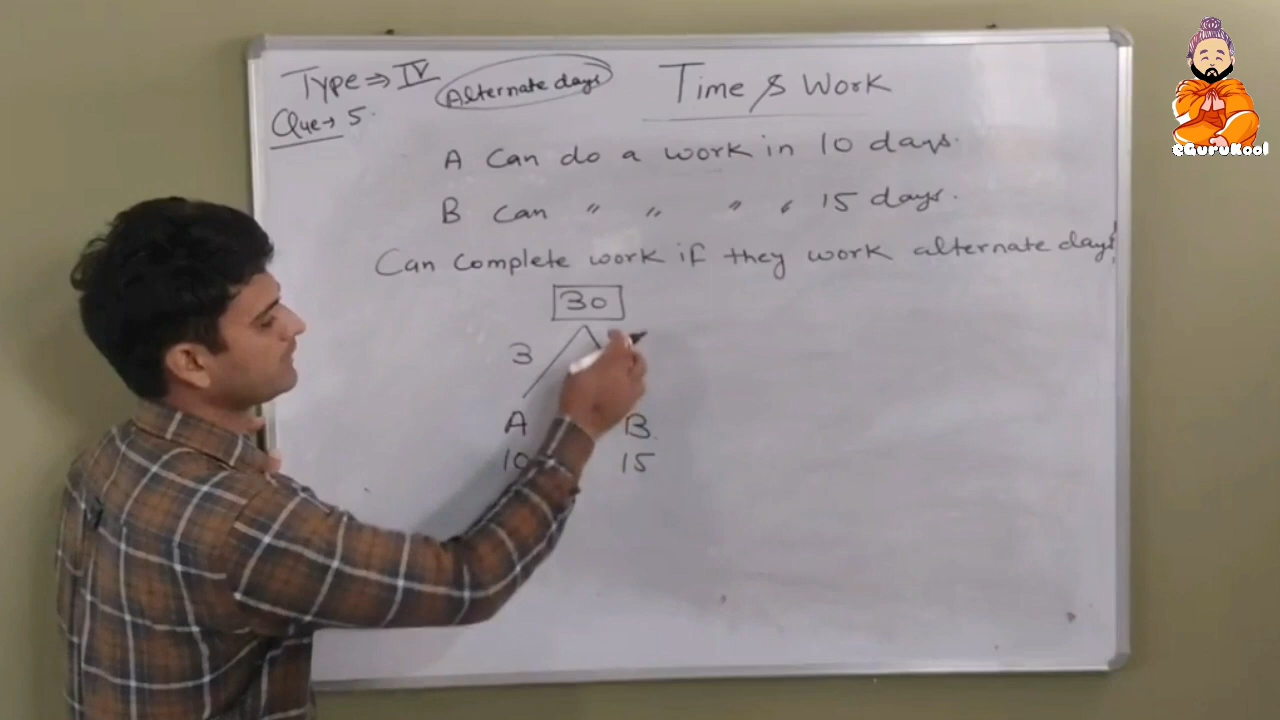 Type ⇒ IV
Alternate days
Time & Work
Que → 5.
A Can do a work in 10 days.
B Can " " " " 15 days.
Can Complete work if they work alternate days
30
3
A B
10 15
eGuruKool